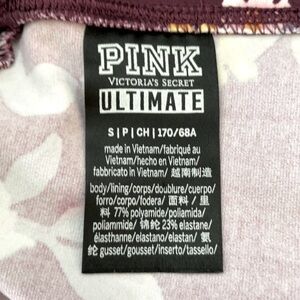 PINK
VICTORIA'S SECRET
ULTIMATE
S|P|CH|170/68A
made in Vietnam/fabriqué au
Vietnam/hecho en Vietnam/
fabbricato in Vietnam/ 越南制造
body/lining/corps/doublure/cuerpo/
forro/corpo/fodera/ 面料 / 里
料 77% polyamide/poliamida/
poliammide/ 锦纶 23% elastane/
élasthanne/elastano/elastan/ 氨
纶 gusset/gousset/inserto/tassello/